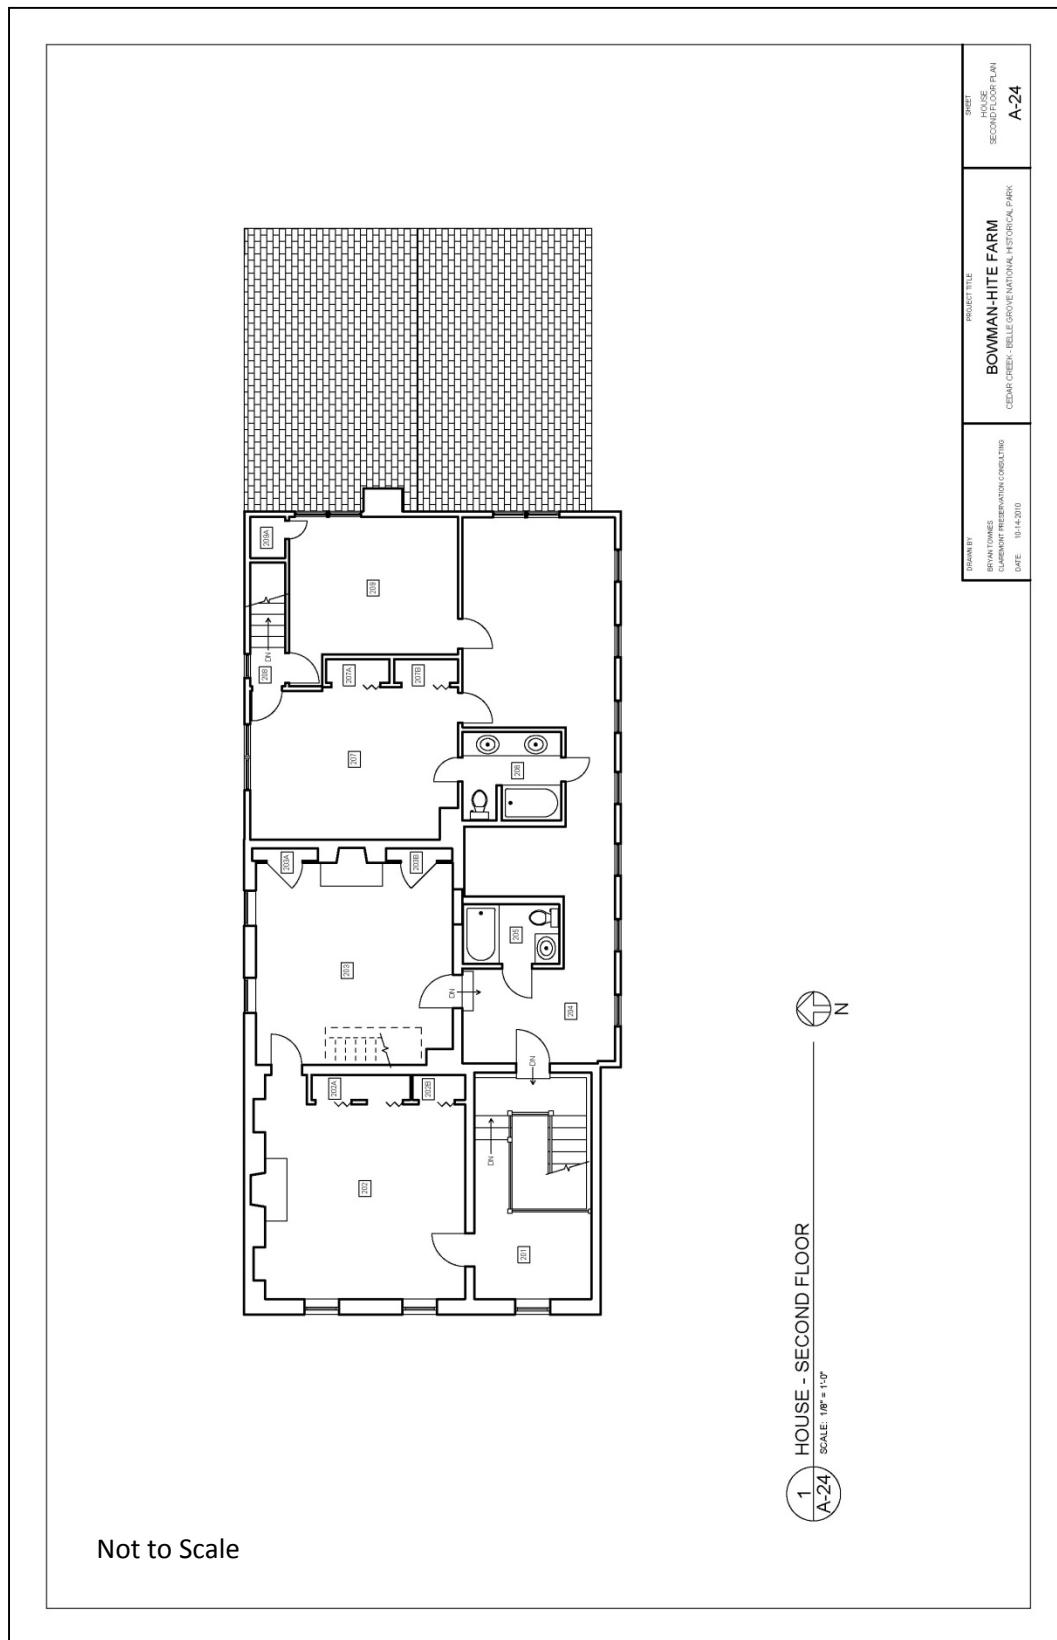 SHEET
HOUSE
SECOND FLOOR PLAN
A-24
PROJECT TITLE
BOWMAN-HITE FARM
CEDAR CREEK - BELLE GROVE NATIONAL HISTORICAL PARK
DRAWN BY
BRYAN TOWNES
CLAREMONT PRESERVATION CONSULTING
DATE: 10-14-2010
209A
209
DN
208
207A
207B
207
206
203A
203B
205
203
DN
204
DN
202A
202B
DN
202
201
N
1
A-24
HOUSE - SECOND FLOOR
SCALE: 1/8" = 1'-0"
Not to Scale